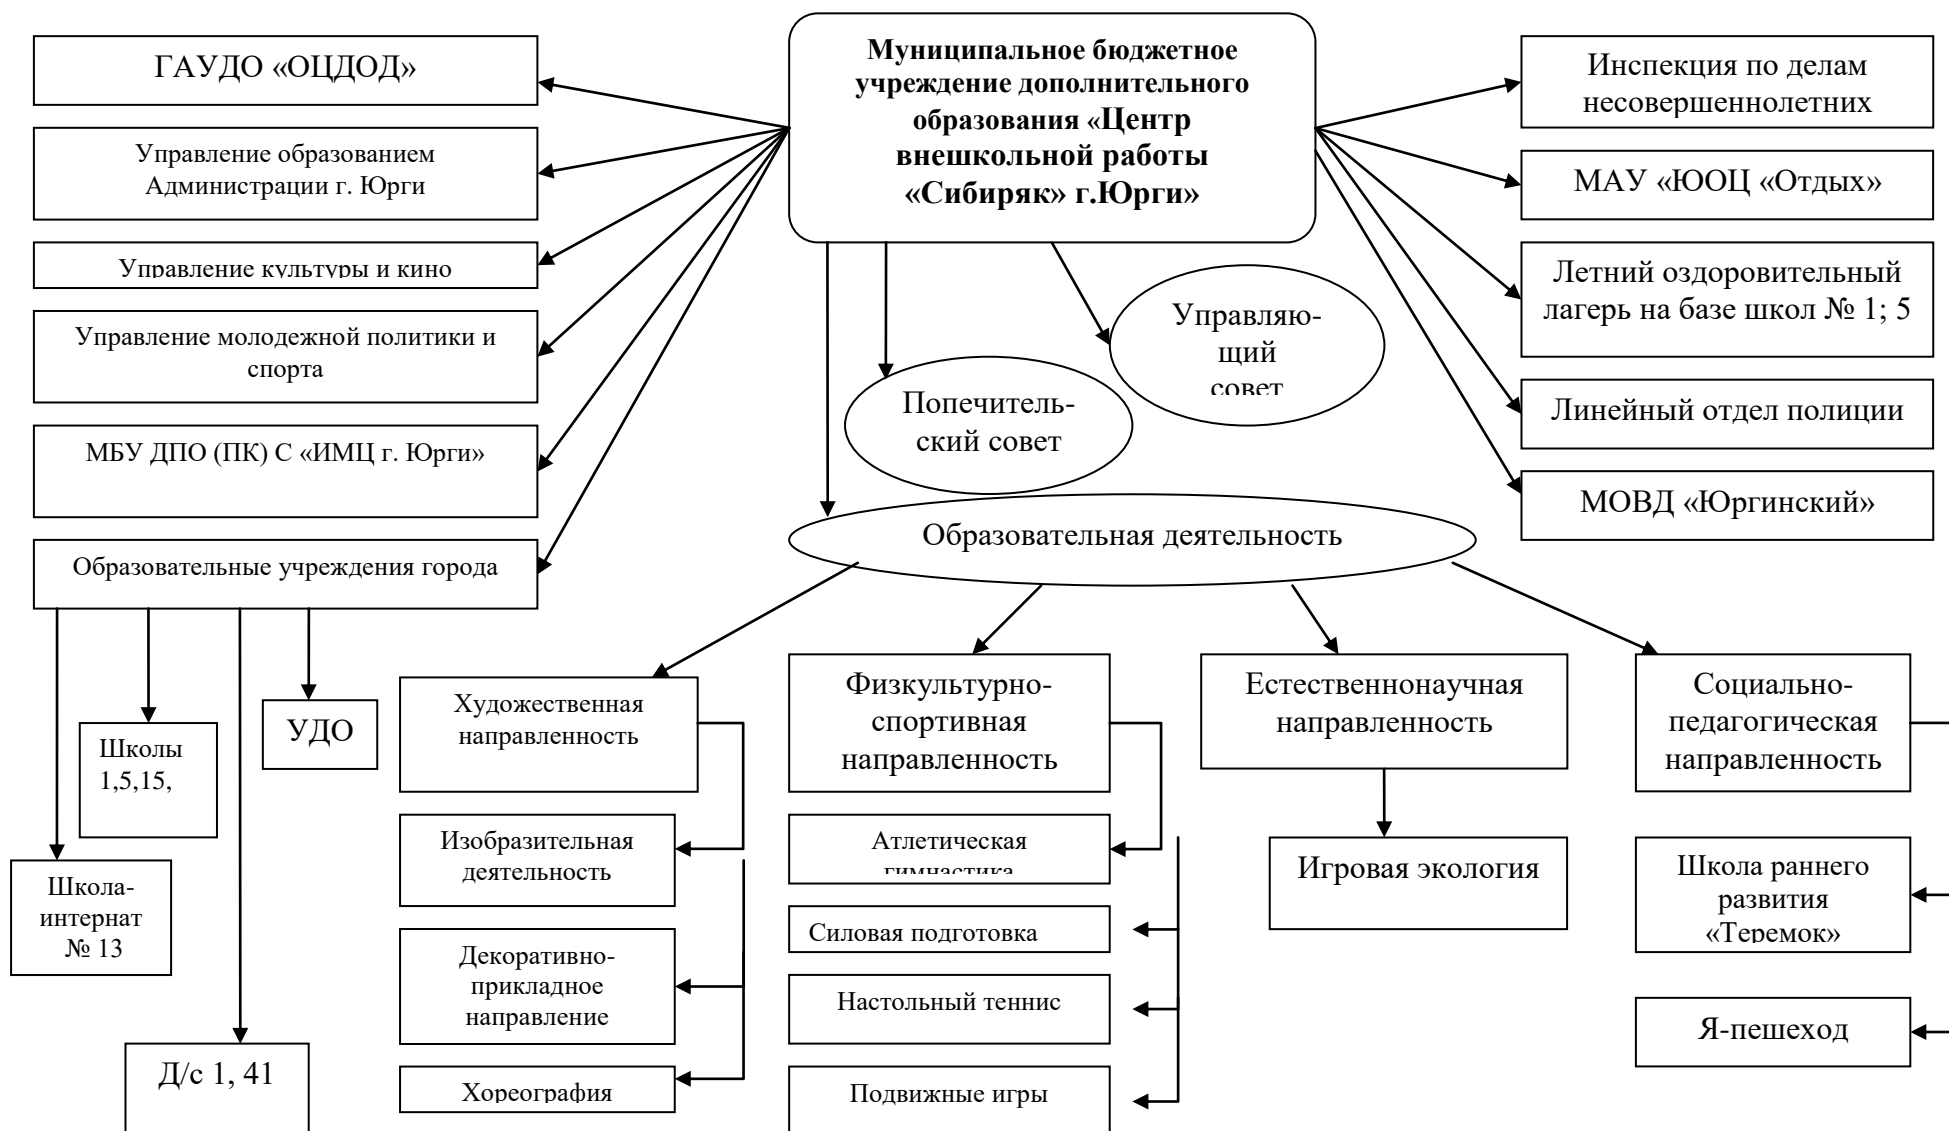 Муниципальное бюджетное
учреждение дополнительного
образования «Центр
внешкольной работы
«Сибиряк» г.Юрги»
ГАУДО «ОЦДОД»
Управление образованием
Администрации г. Юрги
Управление культуры и кино
Управление молодежной политики и
спорта
МБУ ДПО (ПК) С «ИМЦ г. Юрги»
Образовательные учреждения города
Инспекция по делам
несовершеннолетних
МАУ «ЮОЦ «Отдых»
Летний оздоровительный
лагерь на базе школ № 1; 5
Линейный отдел полиции
МОВД «Юргинский»
Управляю-
щий
совет
Попечитель-
ский совет
Образовательная деятельность
Школа-
интернат
№ 13
Школы
1,5,15,
Д/с 1, 41
УДО
Художественная
направленность
Изобразительная
деятельность
Декоративно-
прикладное
направление
Хореография
Физкультурно-
спортивная
направленность
Атлетическая
гимнастика
Силовая подготовка
Настольный теннис
Подвижные игры
Естественнонаучная
направленность
Игровая экология
Социально-
педагогическая
направленность
Школа раннего
развития
«Теремок»
Я-пешеход